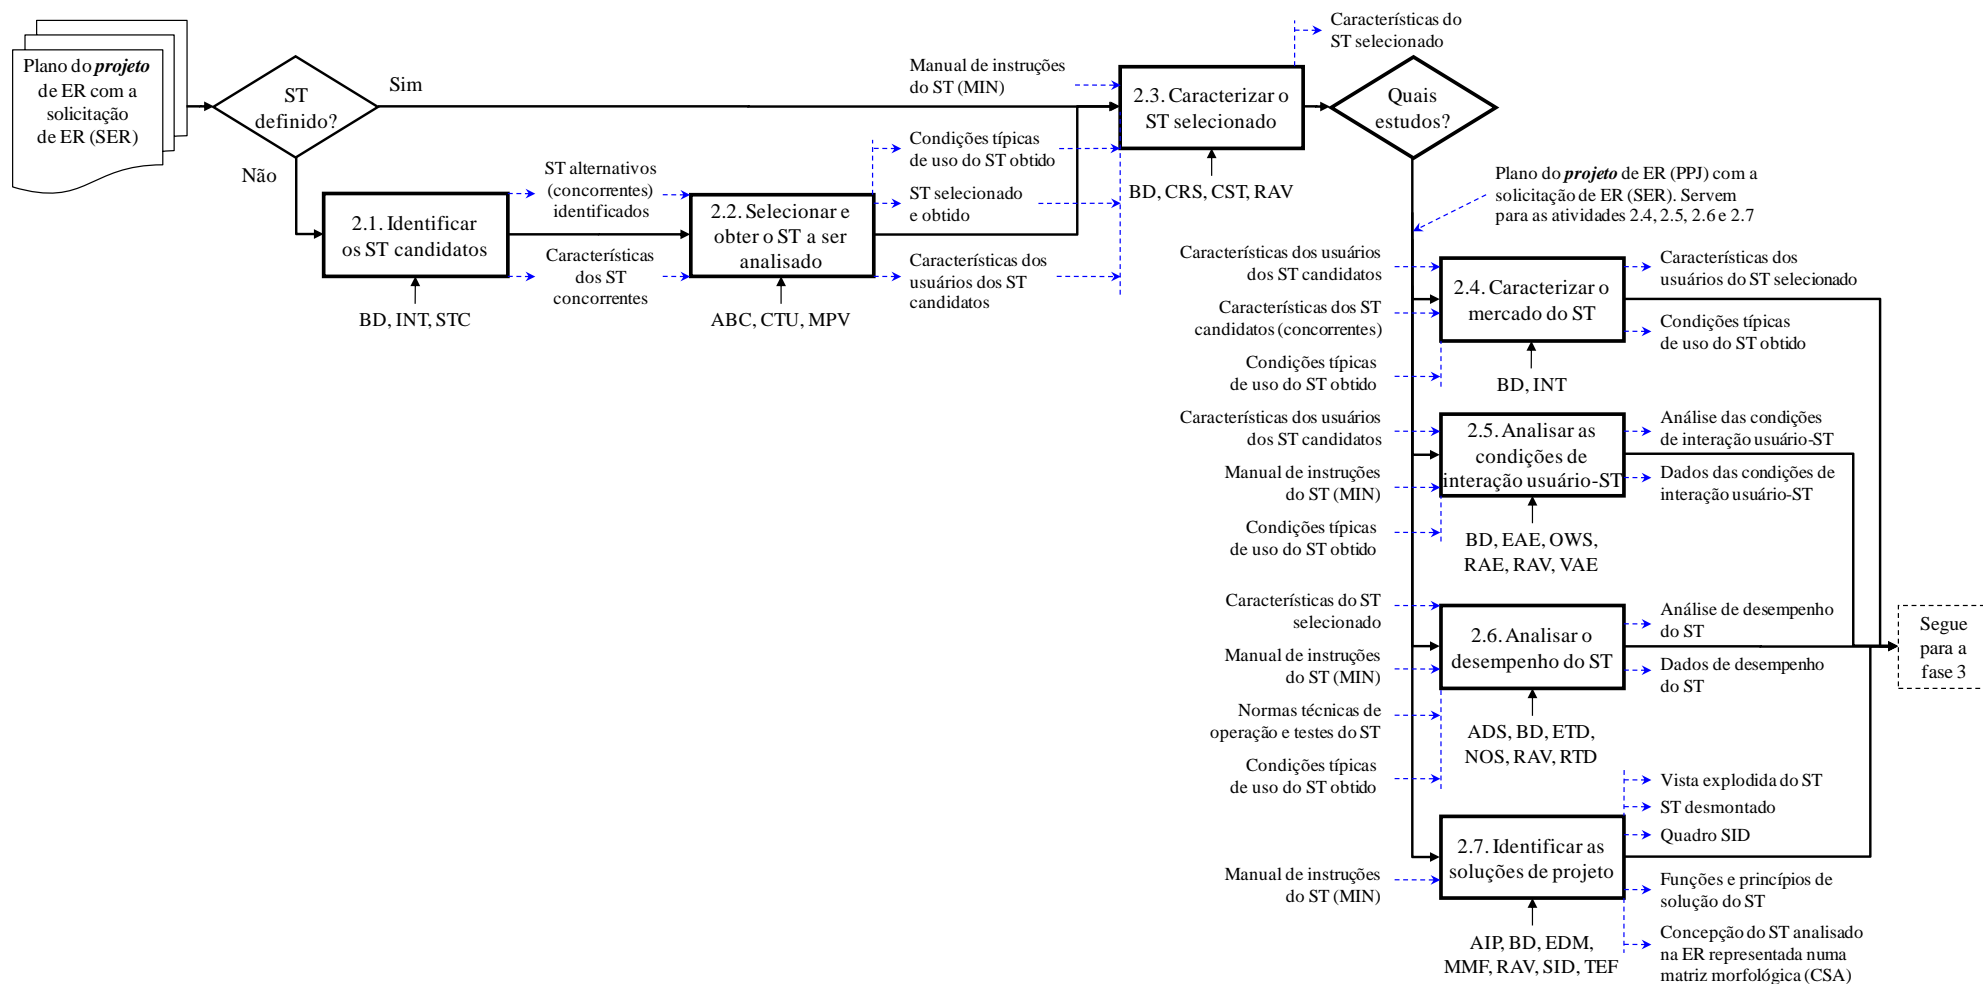 Plano do projeto
de ER com a
solicitação
de ER (SER)
ST
definido?
Sim
Não
2.1. Identificar
os ST candidatos
BD, INT, STC
ST alternativos
(concorrentes)
identificados
Características
dos ST
concorrentes
2.2. Selecionar e
obter o ST a ser
analisado
ABC, CTU, MPV
Condições típicas
de uso do ST obtido
ST selecionado
e obtido
Características dos
usuários dos ST
candidatos
Manual de instruções
do ST (MIN)
2.3. Caracterizar o
ST selecionado
BD, CRS, CST, RAV
Características do
ST selecionado
Quais
estudos?
Plano do projeto de ER (PPJ) com a
solicitação de ER (SER). Servem
para as atividades 2.4, 2.5, 2.6 e 2.7
Características dos usuários
dos ST candidatos
Características dos ST
candidatos (concorrentes)
Condições típicas
de uso do ST obtido
2.4. Caracterizar o
mercado do ST
BD, INT
Características dos
usuários do ST selecionado
Condições típicas
de uso do ST obtido
Características dos usuários
dos ST candidatos
Manual de instruções
do ST (MIN)
Condições típicas
de uso do ST obtido
2.5. Analisar as
condições de
interação usuário-ST
BD, EAE, OWS,
RAE, RAV, VAE
Análise das condições
de interação usuário-ST
Dados das condições de
interação usuário-ST
Características do ST
selecionado
Manual de instruções
do ST (MIN)
Normas técnicas de
operação e testes do ST
Condições típicas
de uso do ST obtido
2.6. Analisar o
desempenho do ST
ADS, BD, ETD,
NOS, RAV, RTD
Análise de desempenho
do ST
Dados de desempenho
do ST
Segue
para a
fase 3
Manual de instruções
do ST (MIN)
2.7. Identificar as
soluções de projeto
AIP, BD, EDM,
MMF, RAV, SID, TEF
Vista explodida do ST
ST desmontado
Quadro SID
Funções e princípios de
solução do ST
Concepção do ST analisado
na ER representada numa
matriz morfológica (CSA)